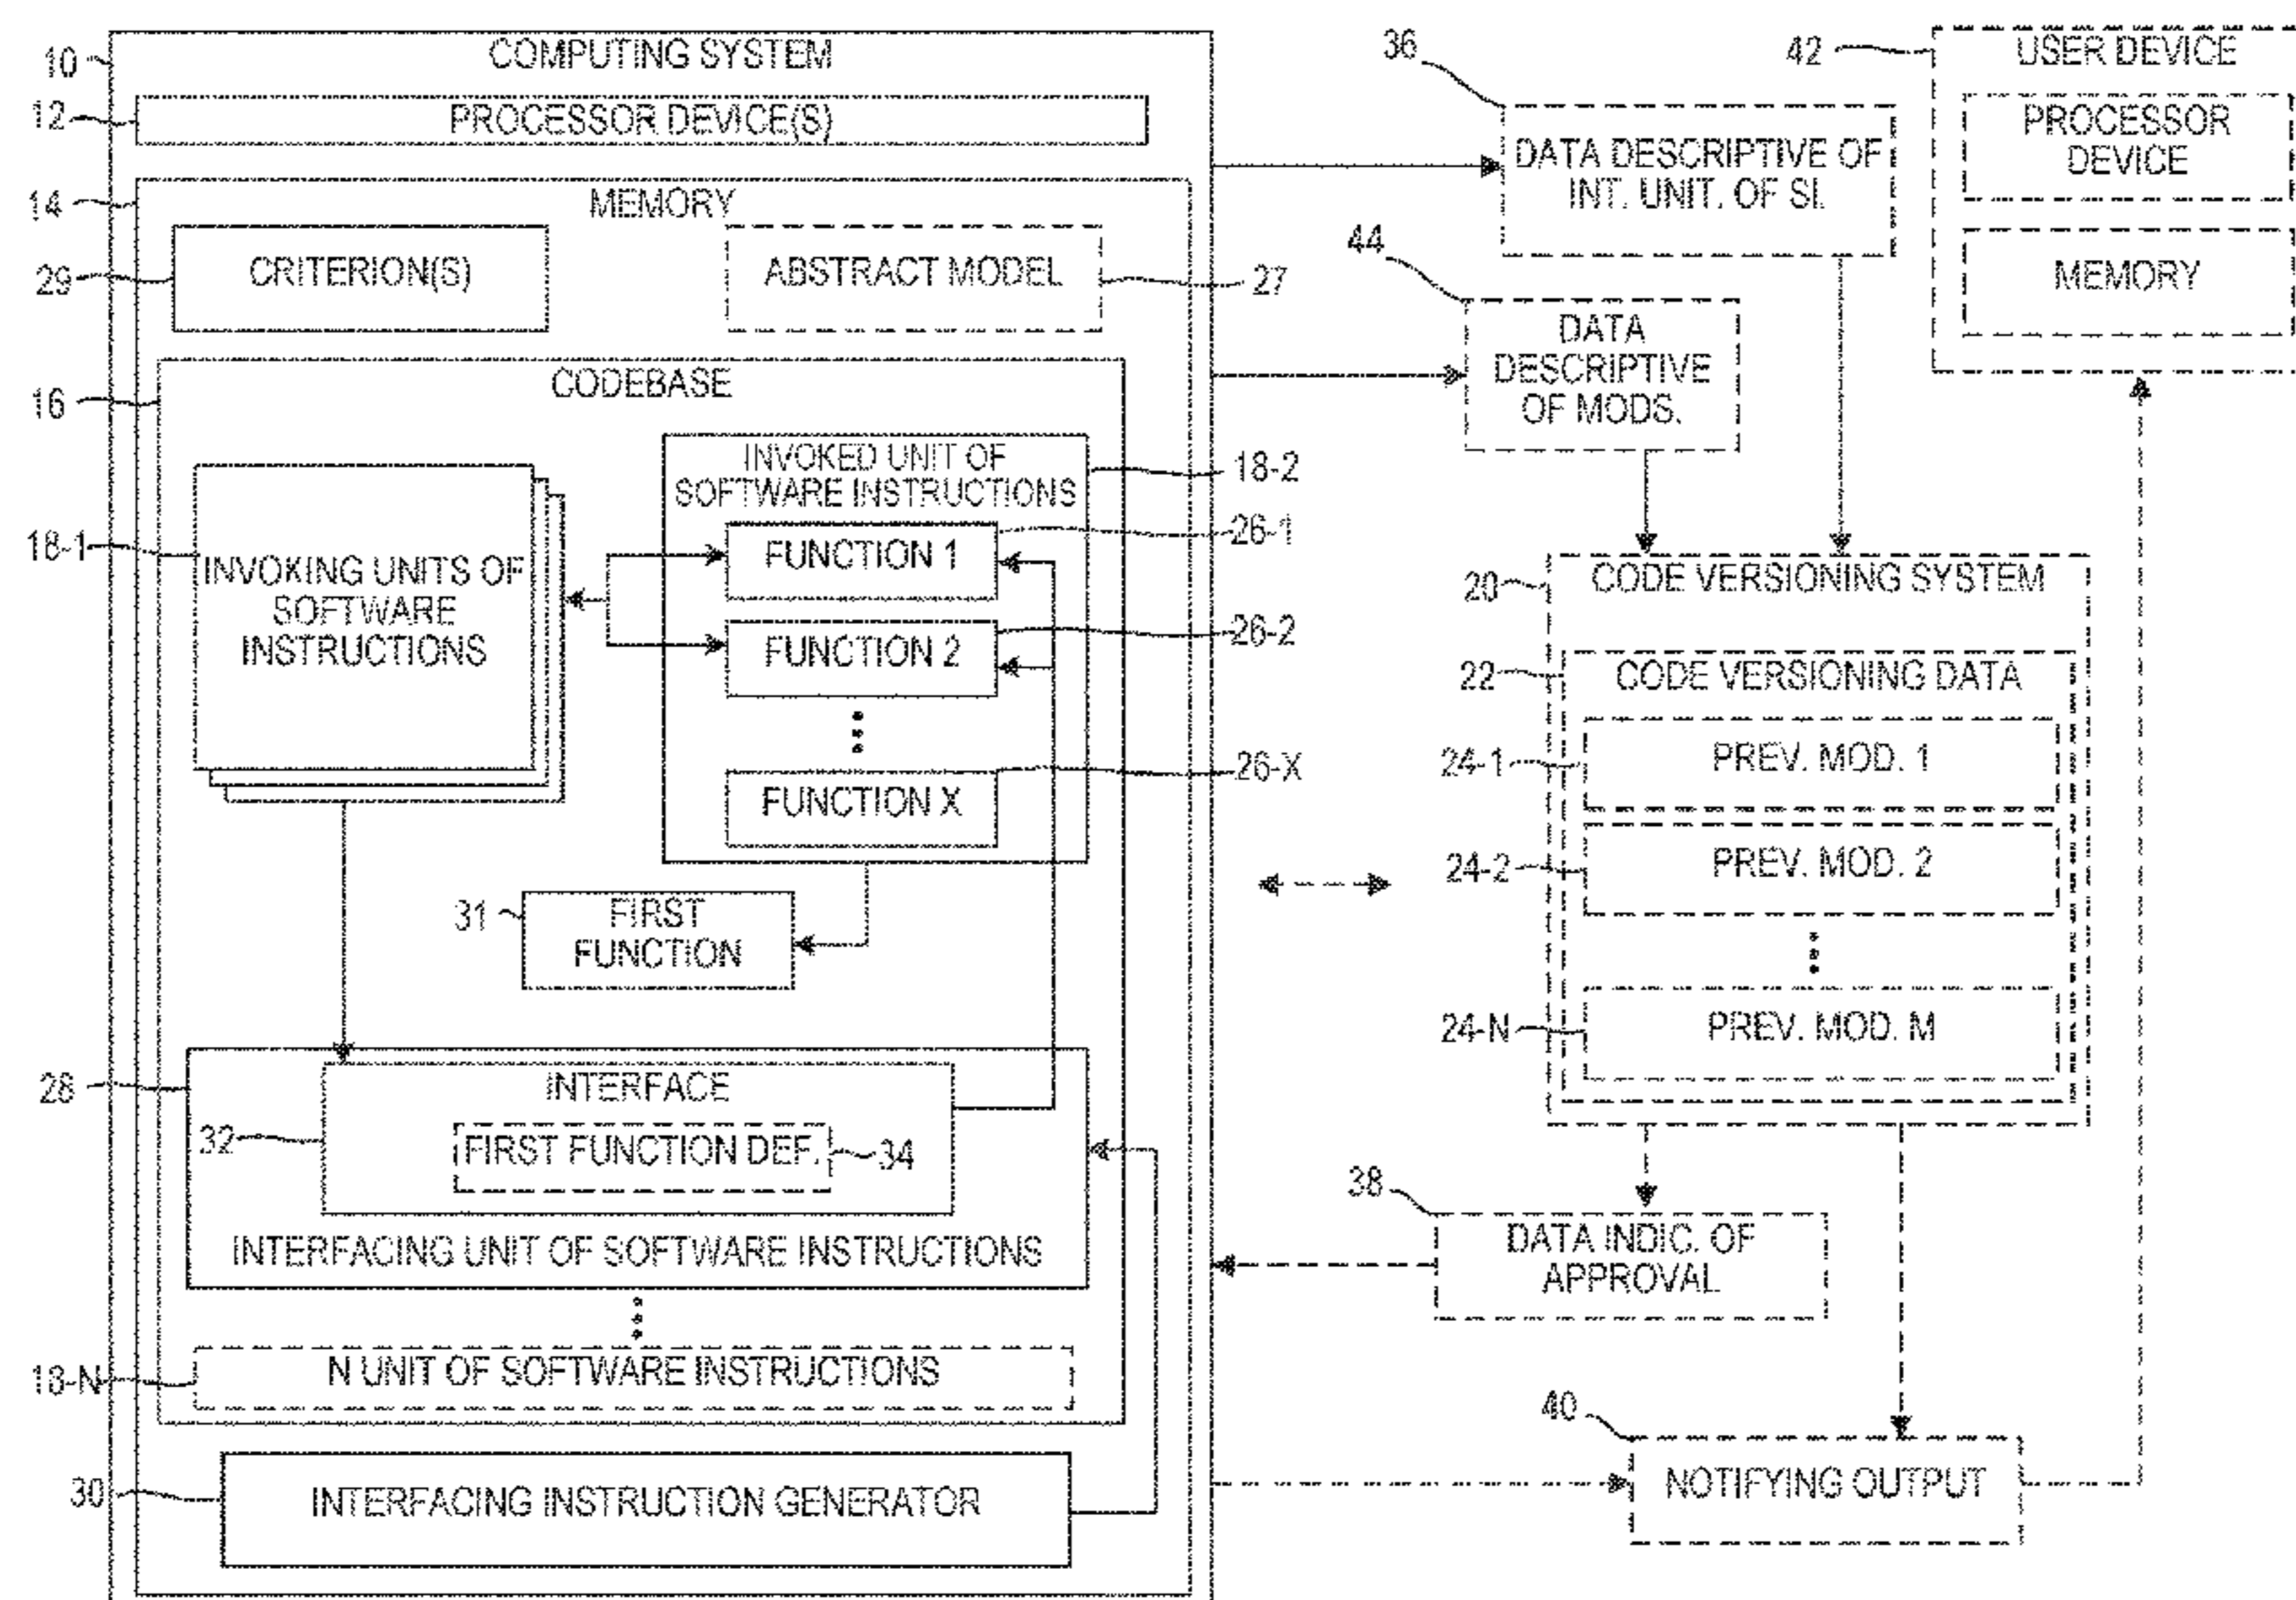 10
COMPUTING SYSTEM
12
PROCESSOR DEVICE(S)
14
MEMORY
29
CRITERION(S)
ABSTRACT MODEL
27
16
CODEBASE
18-1
INVOKING UNITS OF
SOFTWARE
INSTRUCTIONS
INVOKED UNIT OF
SOFTWARE INSTRUCTIONS
18-2
FUNCTION 1
26-1
FUNCTION 2
26-2
FUNCTION X
26-X
31
FIRST
FUNCTION
28
32
INTERFACE
FIRST FUNCTION DEF.
34
INTERFACING UNIT OF SOFTWARE INSTRUCTIONS
18-N
N UNIT OF SOFTWARE INSTRUCTIONS
30
INTERFACING INSTRUCTION GENERATOR
36
DATA DESCRIPTIVE OF
INT. UNIT. OF SI.
44
DATA
DESCRIPTIVE
OF MODS.
42
USER DEVICE
PROCESSOR
DEVICE
MEMORY
20
CODE VERSIONING SYSTEM
22
CODE VERSIONING DATA
24-1
PREV. MOD. 1
24-2
PREV. MOD. 2
24-N
PREV. MOD. M
38
DATA INDIC. OF
APPROVAL
40
NOTIFYING OUTPUT